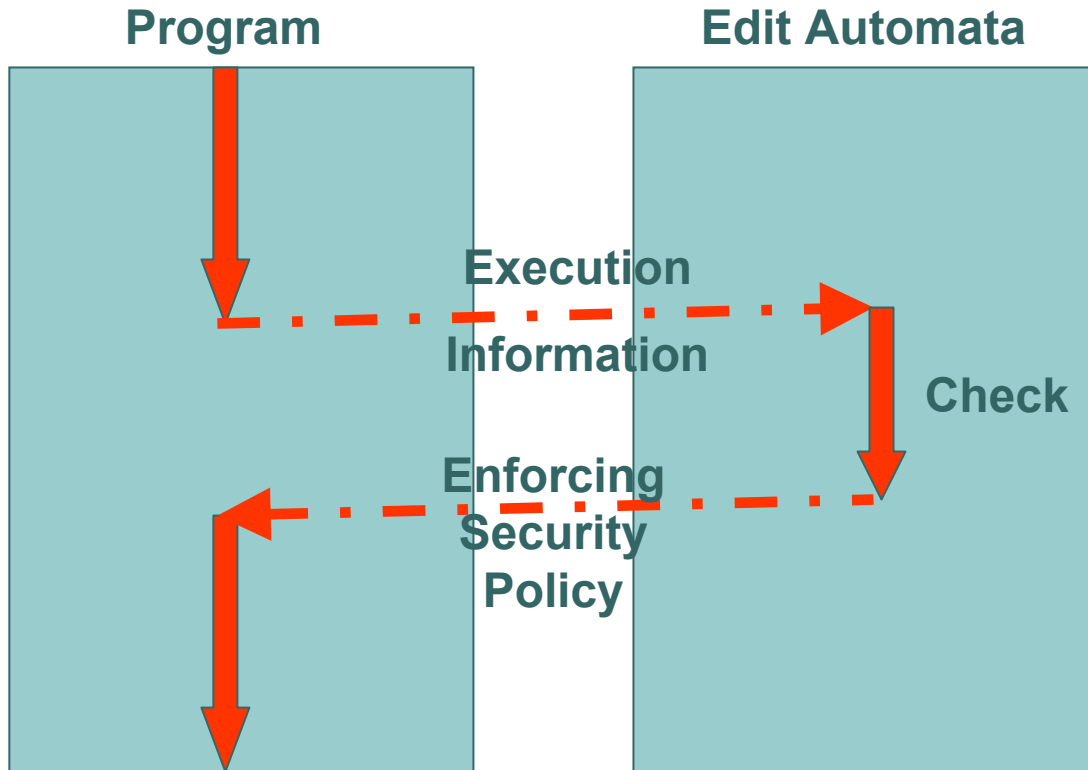 Program
Edit Automata
Execution
Information
Check
Enforcing
Security
Policy